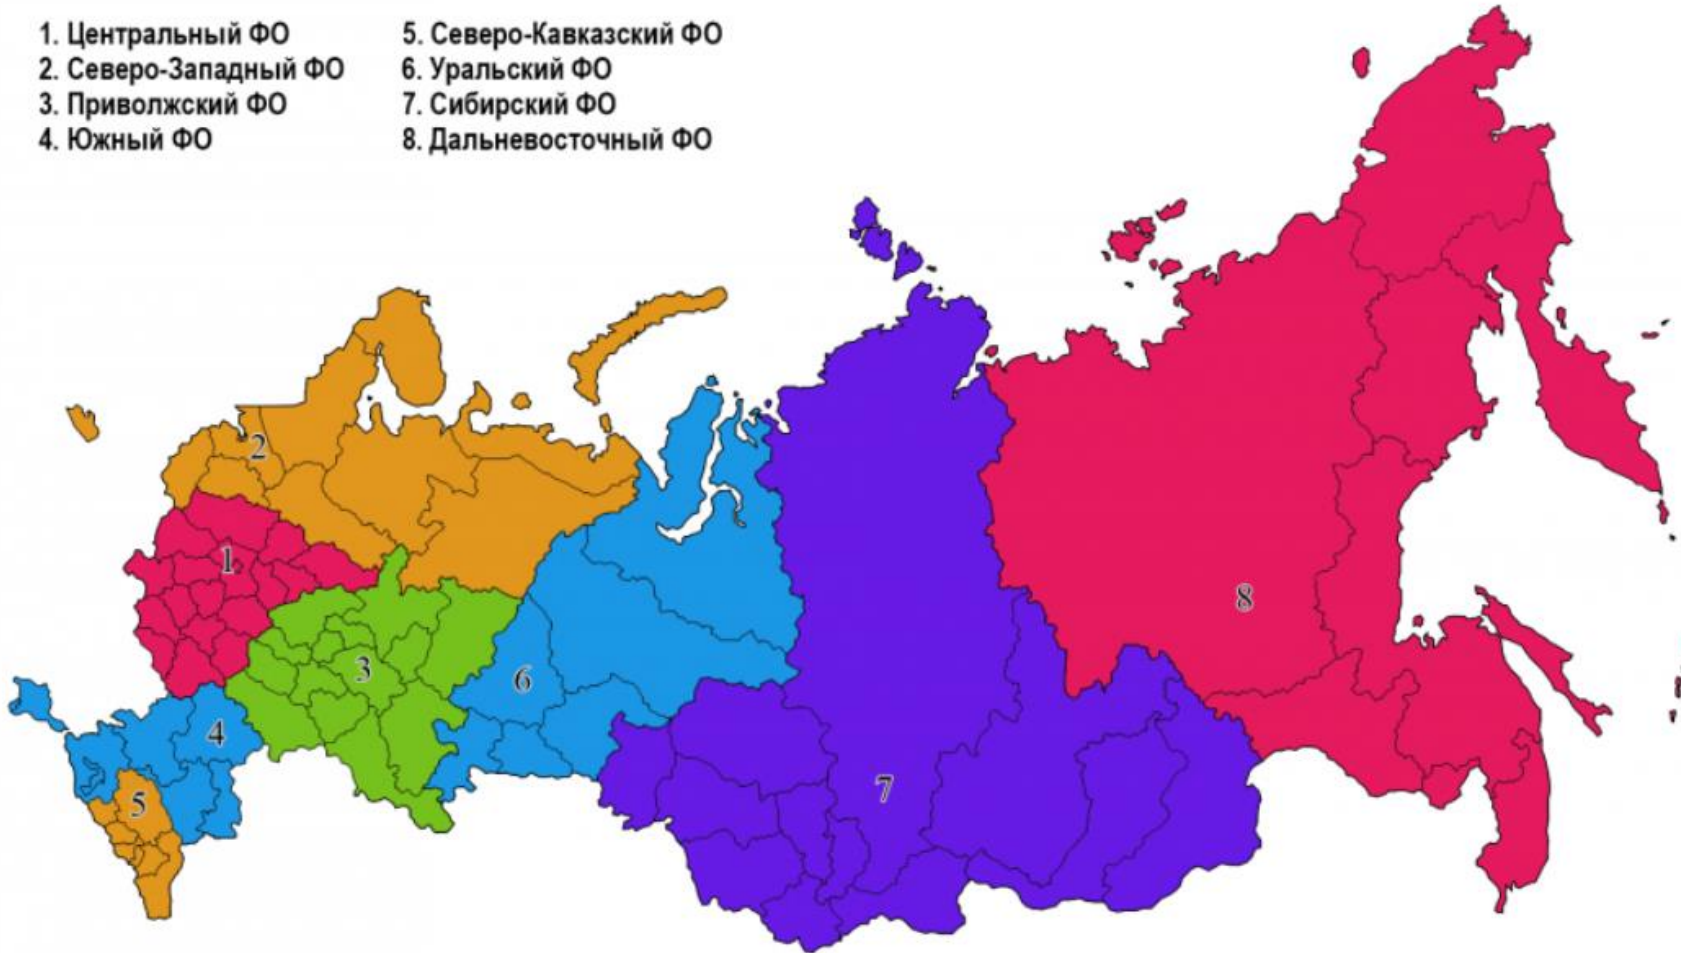 1. Центральный ФО
2. Северо-Западный ФО
3. Приволжский ФО
4. Южный ФО
5. Северо-Кавказский ФО
6. Уральский ФО
7. Сибирский ФО
8. Дальневосточный ФО
2
1
3
6
4
5
7
8